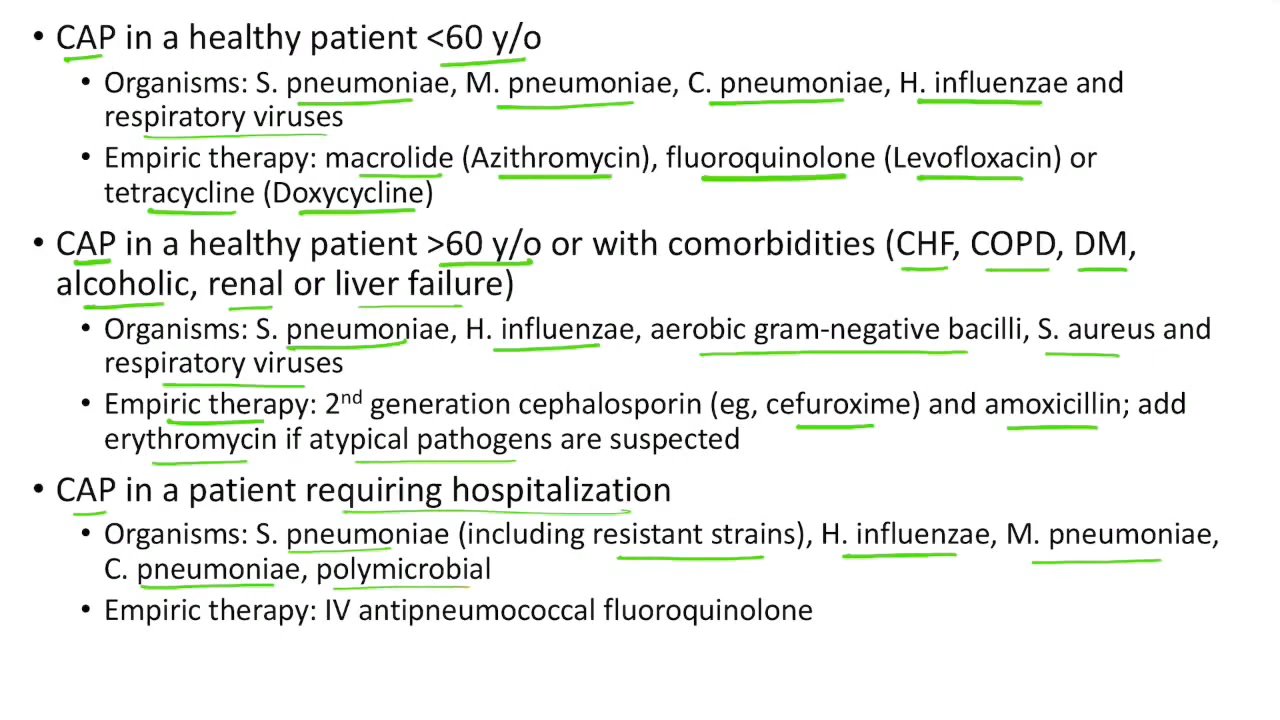 • CAP in a healthy patient <60 y/o
• Organisms: S. pneumoniae, M. pneumoniae, C. pneumoniae, H. influenzae and
respiratory viruses
• Empiric therapy: macrolide (Azithromycin), fluoroquinolone (Levofloxacin) or
tetracycline (Doxycycline)
• CAP in a healthy patient >60 y/o or with comorbidities (CHF, COPD, DM,
alcoholic, renal or liver failure)
• Organisms: S. pneumoniae, H. influenzae, aerobic gram-negative bacilli, S. aureus and
respiratory viruses
• Empiric therapy: 2nd generation cephalosporin (eg, cefuroxime) and amoxicillin; add
erythromycin if atypical pathogens are suspected
• CAP in a patient requiring hospitalization
• Organisms: S. pneumoniae (including resistant strains), H. influenzae, M. pneumoniae,
C. pneumoniae, polymicrobial
• Empiric therapy: IV antipneumococcal fluoroquinolone